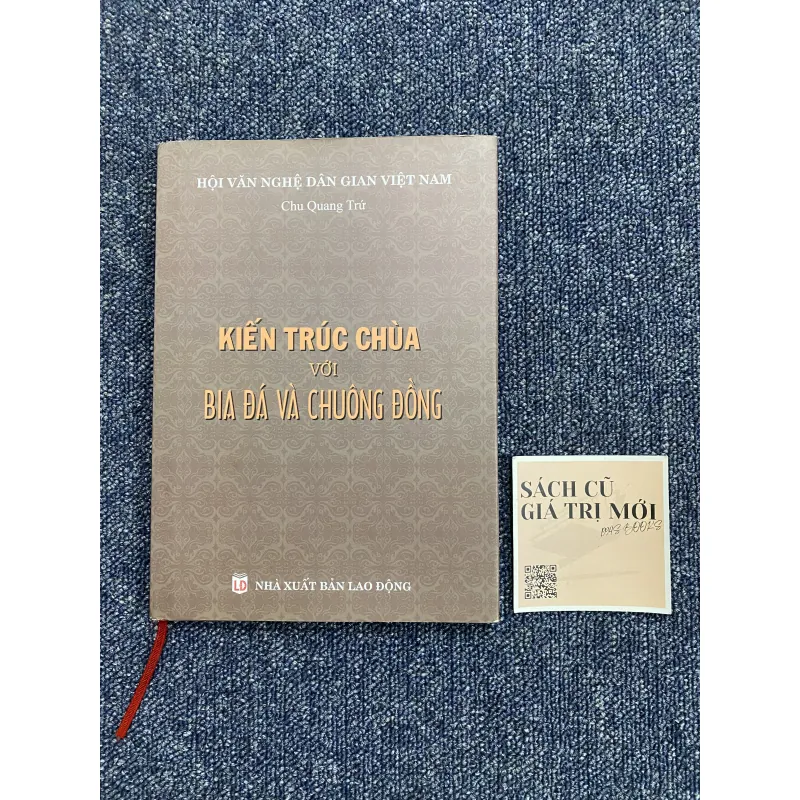 HỘI VĂN NGHỆ DÂN GIAN VIỆT NAM
Chu Quang Trứ
KIẾN TRÚC CHÙA
VỚI
BIA ĐÁ VÀ CHUÔNG ĐỒNG
LD NHÀ XUẤT BẢN LAO ĐỘNG
SÁCH CŨ
GIÁ TRỊ MỚI